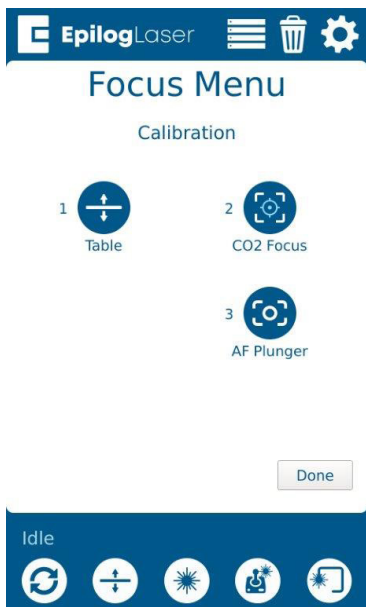 EpilogLaser
Focus Menu
Calibration
1
Table
2
CO2 Focus
3
AF Plunger
Done
Idle